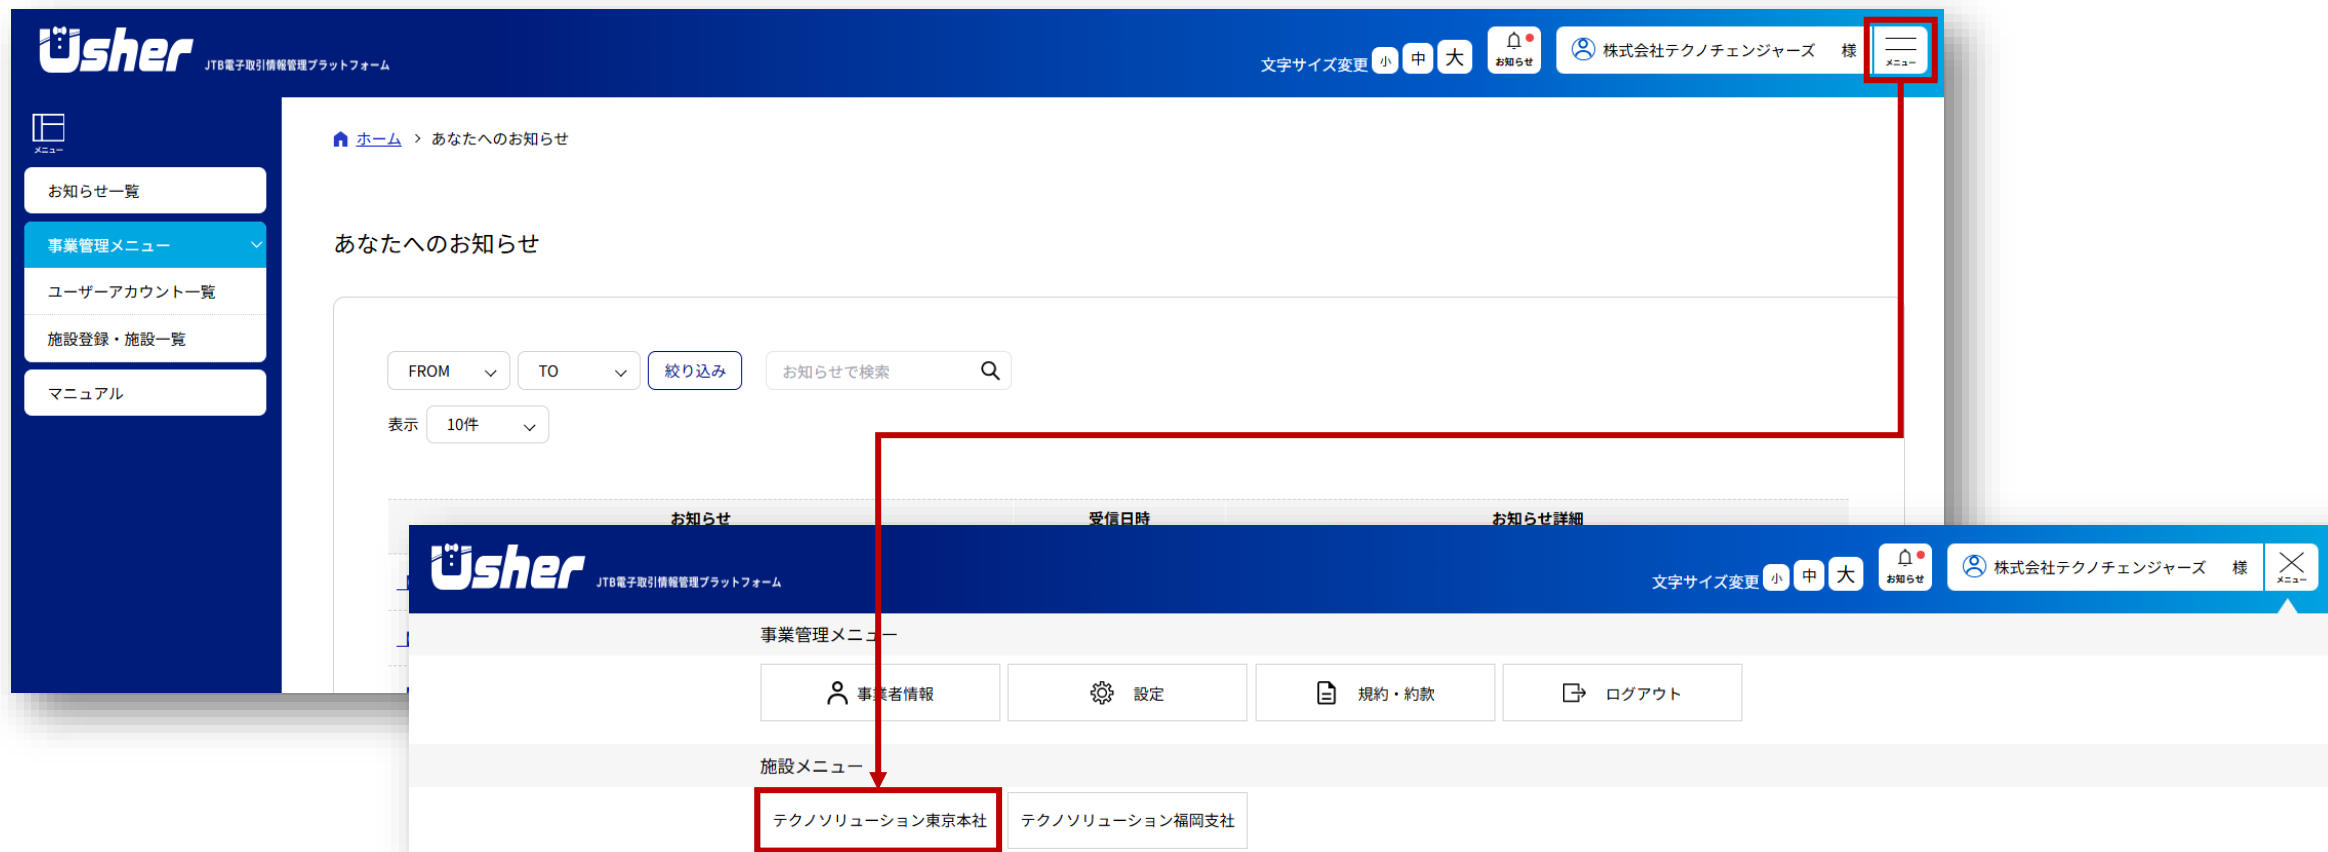 Üsher JTB電子取引情報管理プラットフォーム
文字サイズ変更 小 中 大 お知らせ 株式会社テクノチェンジャーズ 様 メニュー
メニュー
ホーム > あなたへのお知らせ
お知らせ一覧
事業管理メニュー
ユーザーアカウント一覧
施設登録・施設一覧
マニュアル
あなたへのお知らせ
FROM TO 絞り込み お知らせで検索
表示 10件
お知らせ 受信日時 お知らせ詳細
Üsher JTB電子取引情報管理プラットフォーム
文字サイズ変更 小 中 大 お知らせ 株式会社テクノチェンジャーズ 様 メニュー
事業管理メニュー
事業者情報 設定 規約・約款 ログアウト
施設メニュー
テクノソリューション東京本社 テクノソリューション福岡支社